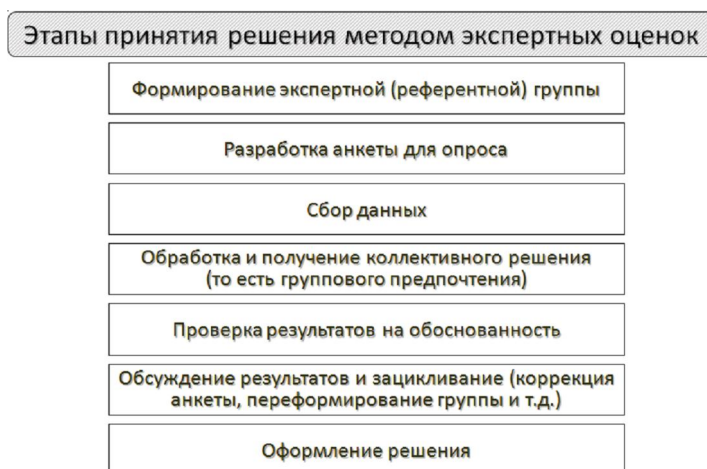 Этапы принятия решения методом экспертных оценок
Формирование экспертной (референтной) группы
Разработка анкеты для опроса
Сбор данных
Обработка и получение коллективного решения
(то есть группового предпочтения)
Проверка результатов на обоснованность
Обсуждение результатов и зацикливание (коррекция
анкеты, переформирование группы и т.д.)
Оформление решения